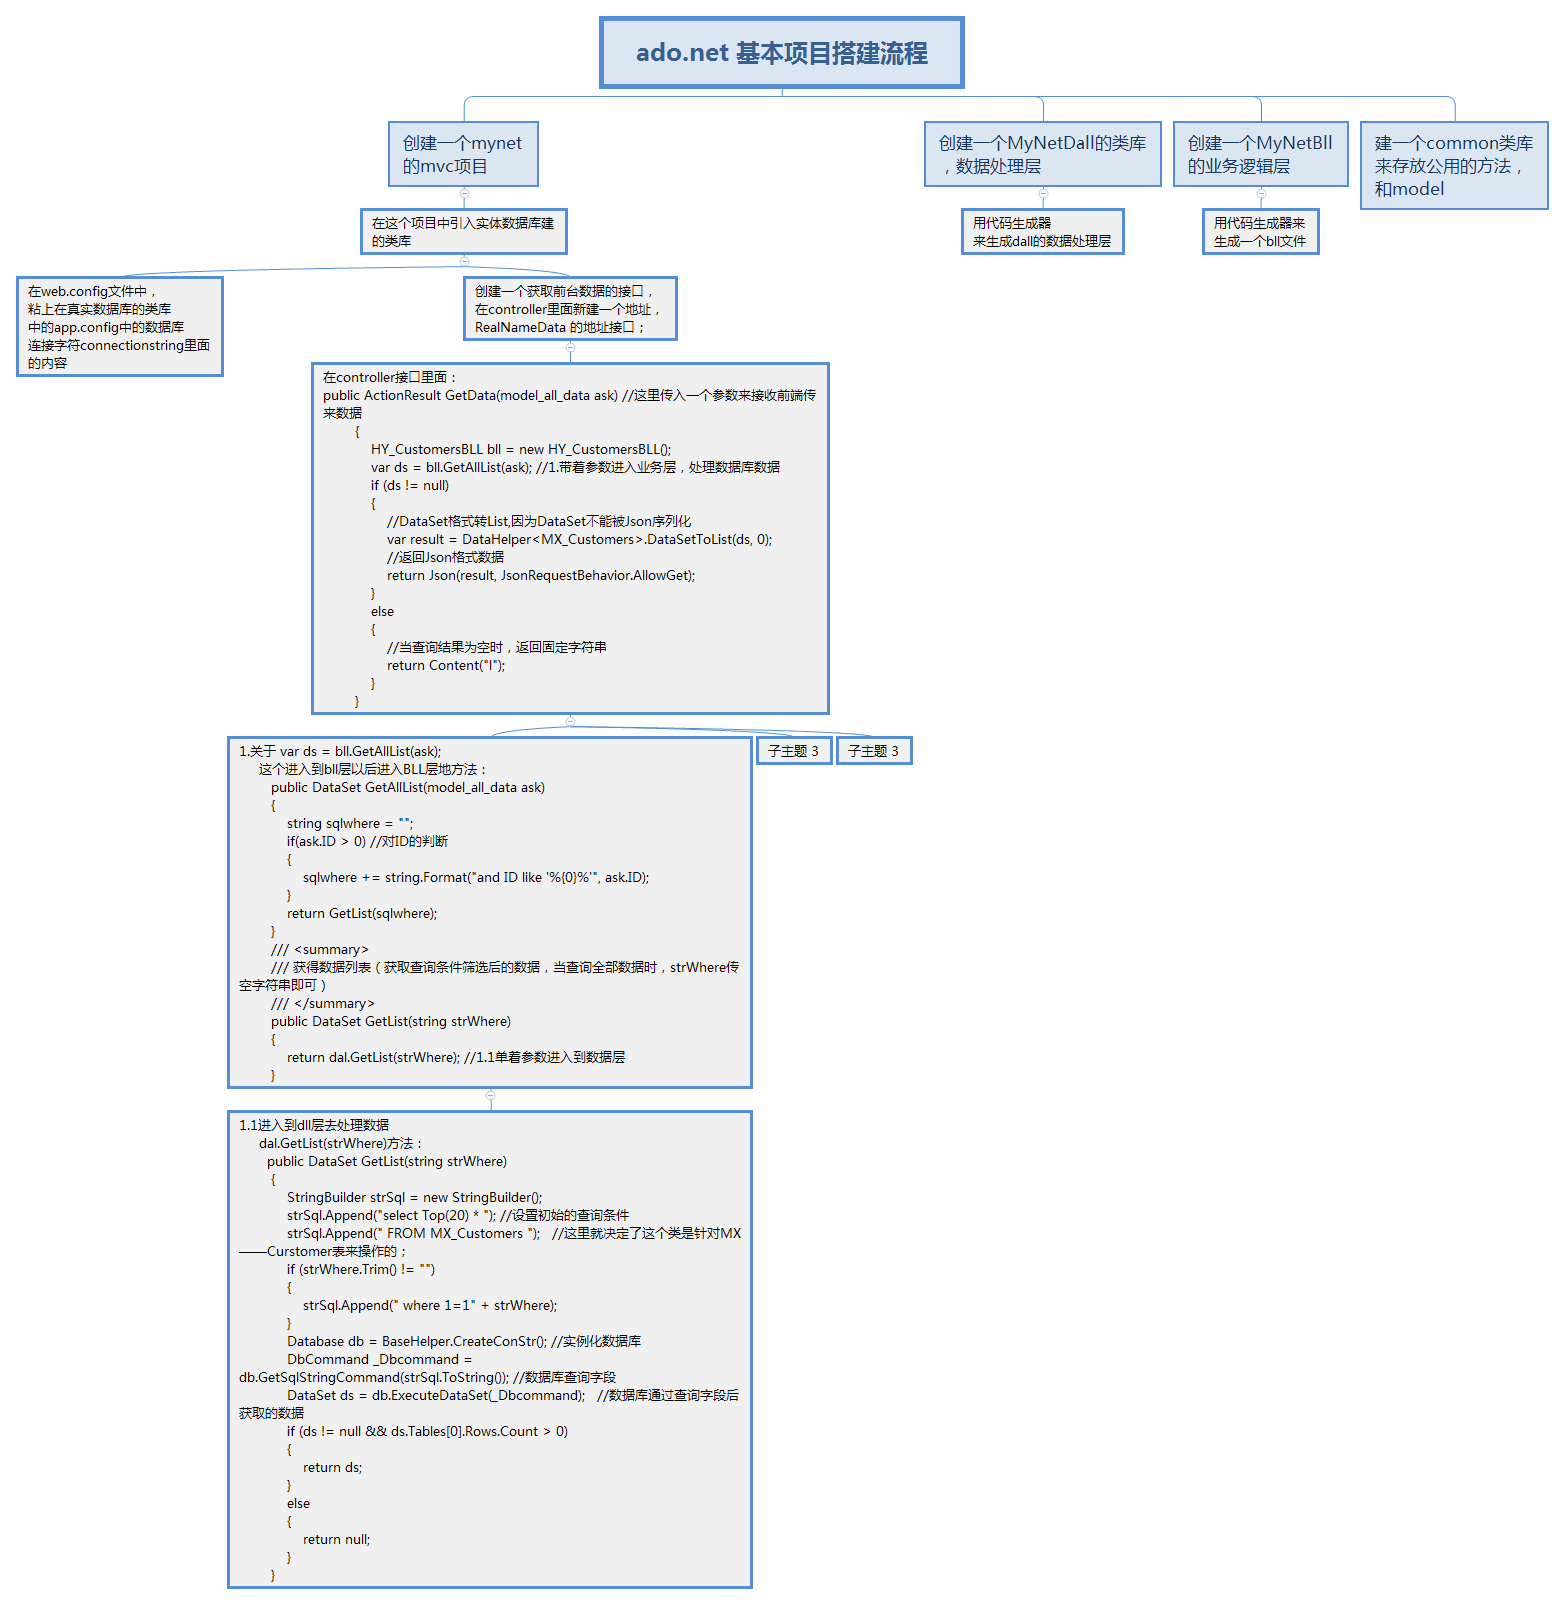 ado.net 基本项目搭建流程
创建一个mynet
的mvc项目
创建一个MyNetDall的类库
，数据处理层
创建一个MyNetBll
的业务逻辑层
建一个common类库
来存放公用的方法，
和model
在这个项目中引入实体数据库建
的类库
用代码生成器
来生成dall的数据处理层
用代码生成器来
生成一个bll文件
在web.config文件中，
粘上在真实数据库的类库
中的app.config中的数据库
连接字符connectionstring里面
的内容
创建一个获取前台数据的接口，
在controller里面新建一个地址，
RealNameData 的地址接口；
在controller接口里面：
public ActionResult GetData(model_all_data ask) //这里传入一个参数来接收前端传
来数据
{
HY_CustomersBLL bll = new HY_CustomersBLL();
var ds = bll.GetAllList(ask); //1.带着参数进入业务层，处理数据库数据
if (ds != null)
{
//DataSet格式转List,因为DataSet不能被Json序列化
var result = DataHelper<MX_Customers>.DataSetToList(ds, 0);
//返回Json格式数据
return Json(result, JsonRequestBehavior.AllowGet);
}
else
{
//当查询结果为空时，返回固定字符串
return Content("I");
}
}
1.关于 var ds = bll.GetAllList(ask);
这个进入到bll层以后进入BLL层地方法：
public DataSet GetAllList(model_all_data ask)
{
string sqlwhere = "";
if(ask.ID > 0) //对ID的判断
{
sqlwhere += string.Format("and ID like '%{0}%'", ask.ID);
}
return GetList(sqlwhere);
}
/// <summary>
/// 获得数据列表（获取查询条件筛选后的数据，当查询全部数据时，strWhere传
空字符串即可）
/// </summary>
public DataSet GetList(string strWhere)
{
return dal.GetList(strWhere); //1.1单着参数进入到数据层
}
子主题 3
子主题 3
1.1进入到dll层去处理数据
dal.GetList(strWhere)方法：
public DataSet GetList(string strWhere)
{
StringBuilder strSql = new StringBuilder();
strSql.Append("select Top(20) * "); //设置初始的查询条件
strSql.Append(" FROM MX_Customers "); //这里就决定了这个类是针对MX
——Curstomer表来操作的；
if (strWhere.Trim() != "")
{
strSql.Append(" where 1=1" + strWhere);
}
Database db = BaseHelper.CreateConStr(); //实例化数据库
DbCommand _Dbcommand =
db.GetSqlStringCommand(strSql.ToString()); //数据库查询字段
DataSet ds = db.ExecuteDataSet(_Dbcommand); //数据库通过查询字段后
获取的数据
if (ds != null && ds.Tables[0].Rows.Count > 0)
{
return ds;
}
else
{
return null;
}
}